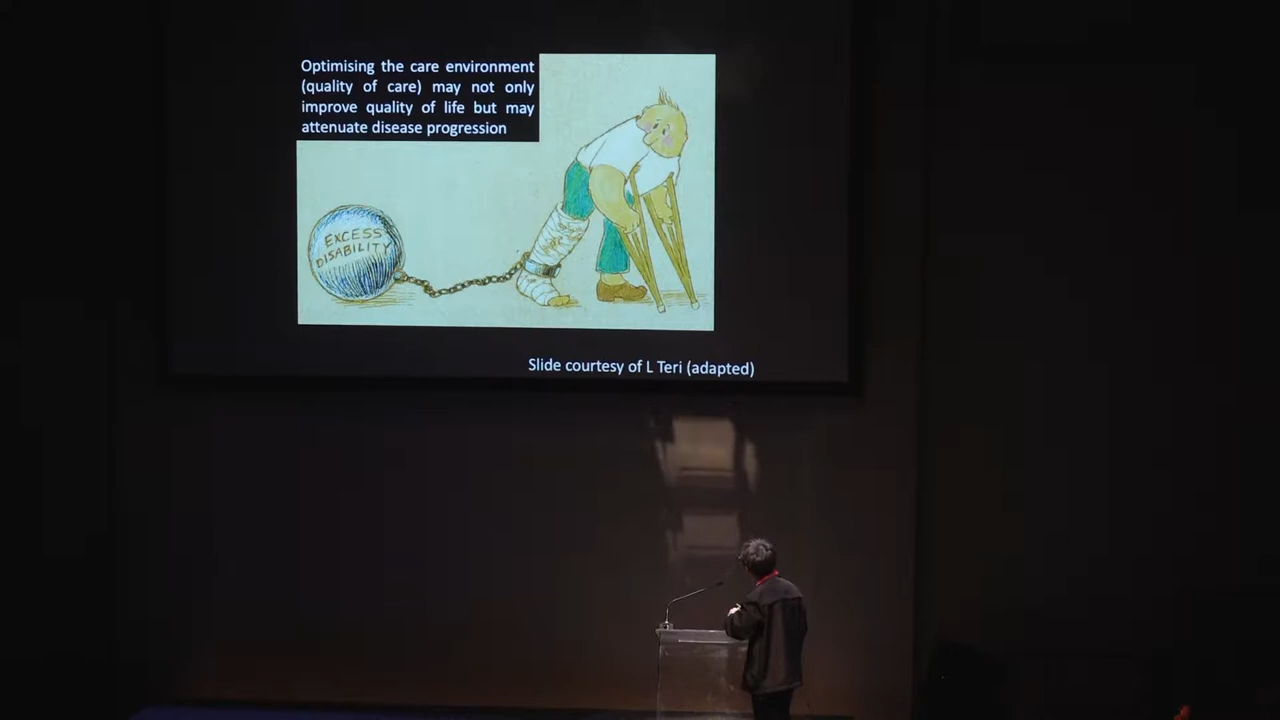 Optimising the care environment
(quality of care) may not only
improve quality of life but may
attenuate disease progression
EXCESS
DISABILITY
Slide courtesy of L Teri (adapted)